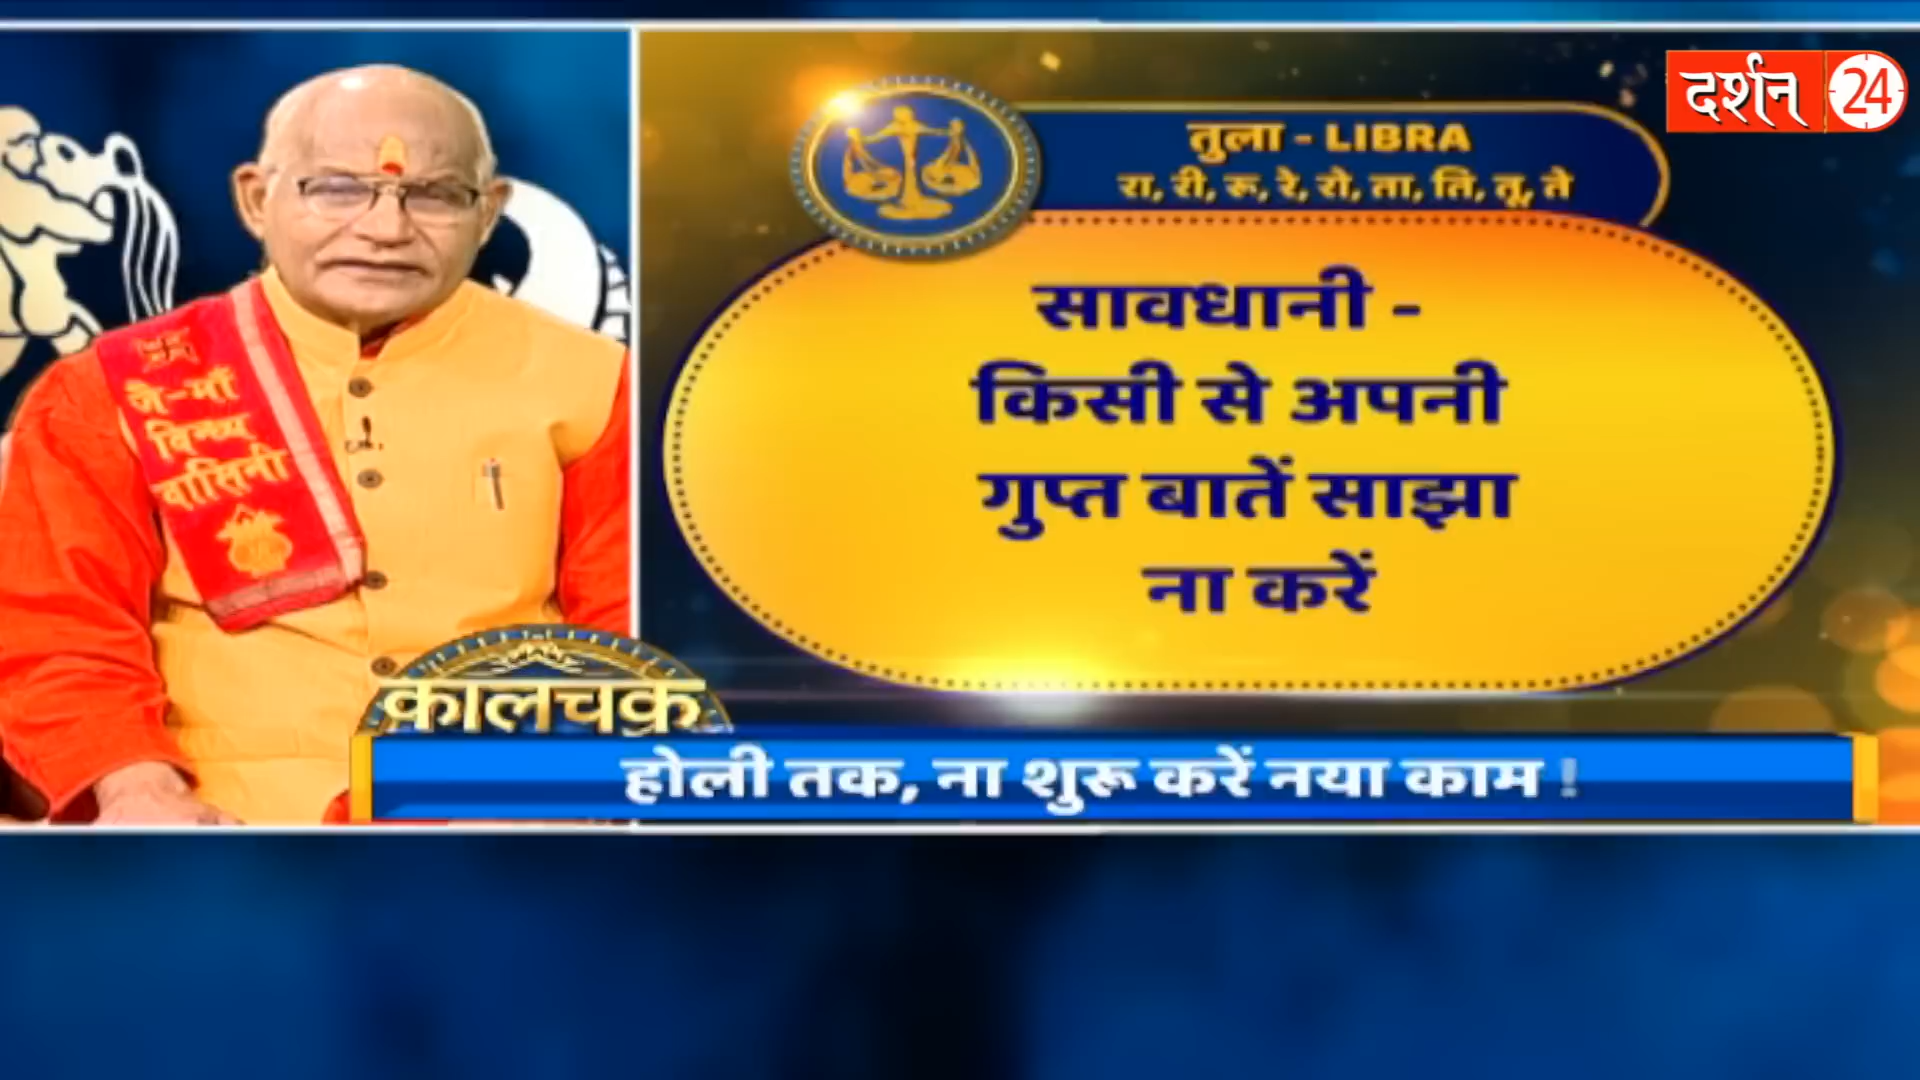 दर्शन 24
तुला - LIBRA
रा, री, रू, रे, रो, ता, ति, तू, ते
सावधानी -
किसी से अपनी
गुप्त बातें साझा
ना करें
जै-माँ
विन्ध्य
वासिनी
कालचक्र
होली तक, ना शुरू करें नया काम !